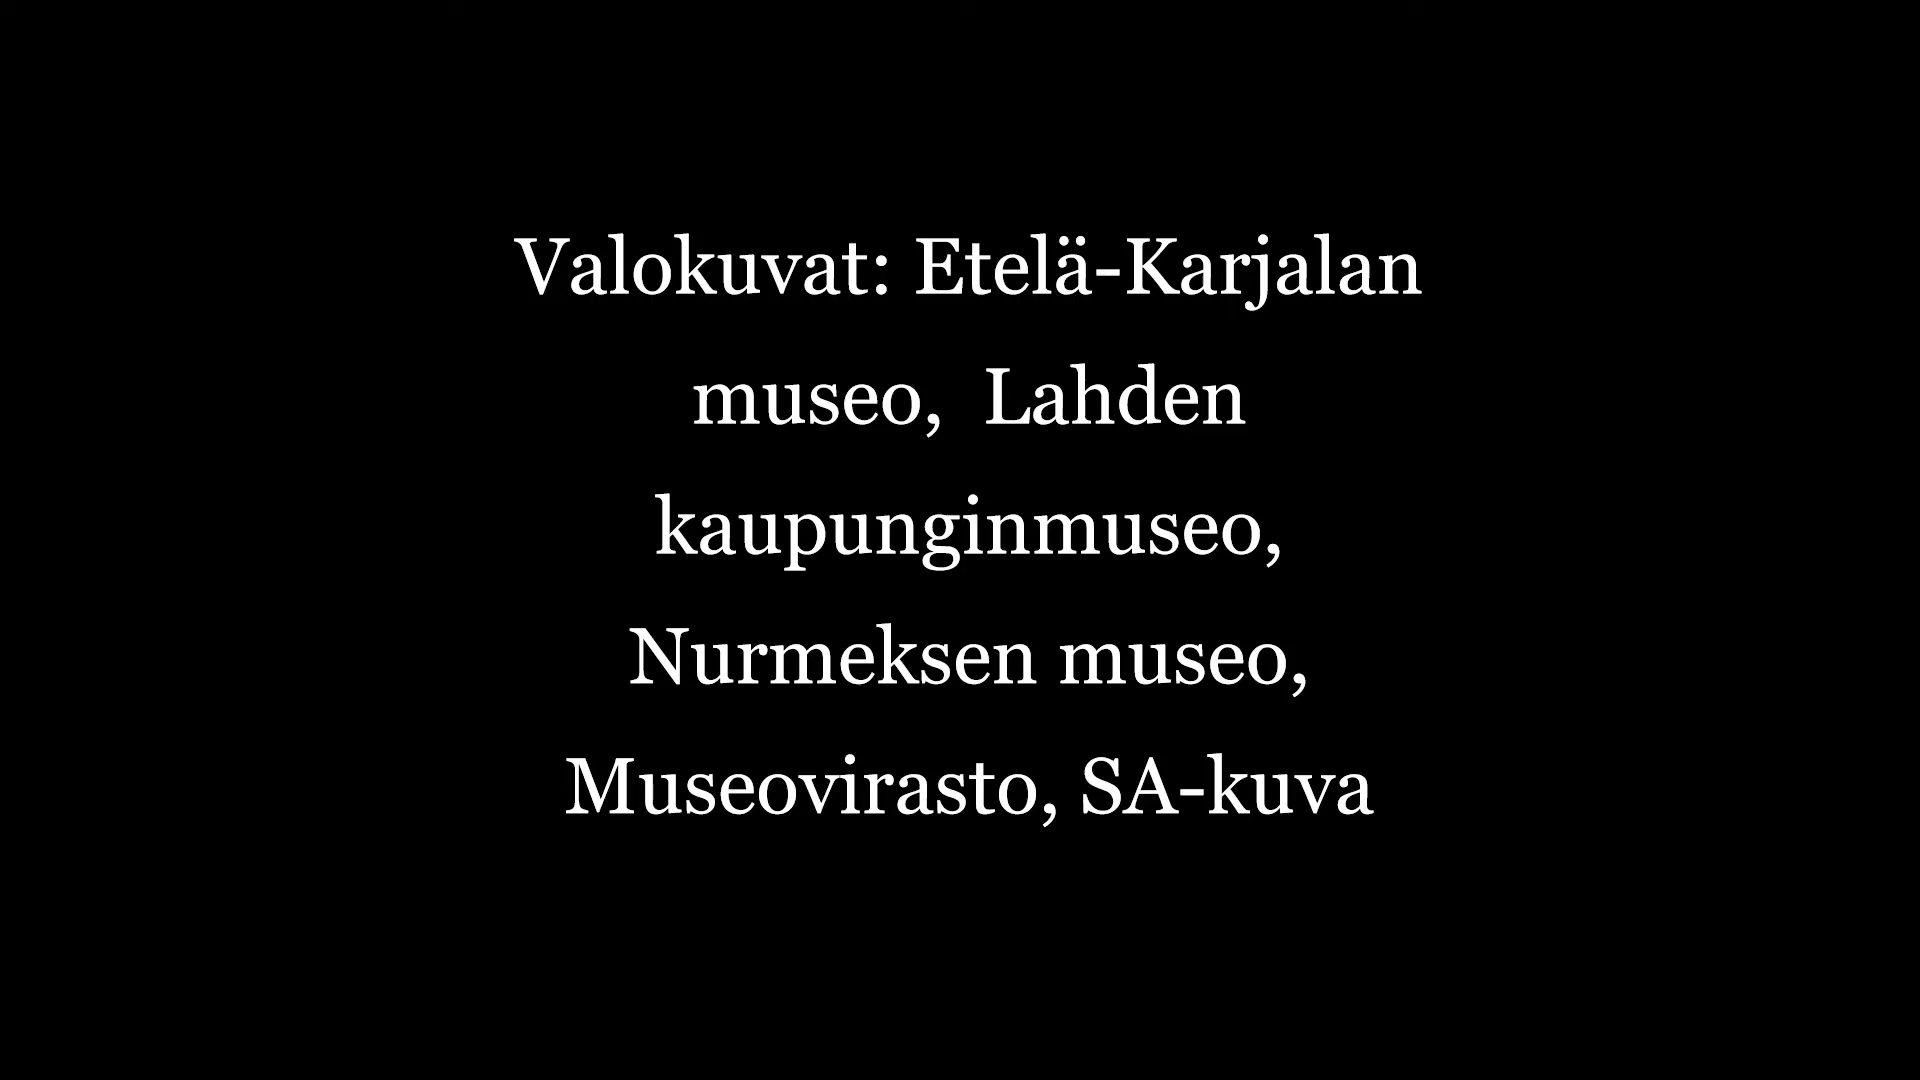 Valokuvat: Etelä-Karjalan
museo,  Lahden
kaupunginmuseo,
Nurmeksen museo,
Museovirasto, SA-kuva